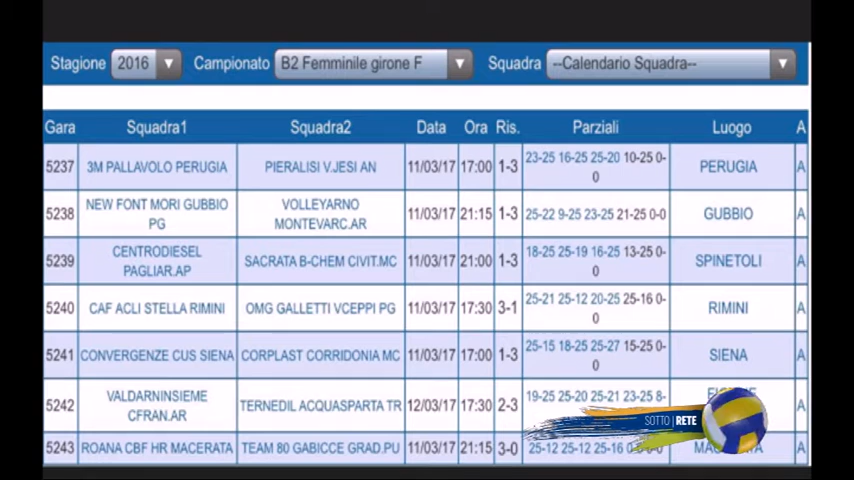 Stagione 2016 Campionato B2 Femminile girone F Squadra --Calendario Squadra--
Gara Squadra1 Squadra2 Data Ora Ris. Parziali Luogo A
5237 3M PALLAVOLO PERUGIA PIERALISI V.JESI AN 11/03/17 17:00 1-3 23-25 16-25 25-20 10-25 0-
0 PERUGIA A
5238 NEW FONT MORI GUBBIO
PG VOLLEYARNO
MONTEVARC.AR 11/03/17 21:15 1-3 25-22 9-25 23-25 21-25 0-0 GUBBIO A
5239 CENTRODIESEL
PAGLIAR.AP SACRATA B-CHEM CIVIT.MC 11/03/17 21:00 1-3 18-25 25-19 16-25 13-25 0-
0 SPINETOLI A
5240 CAF ACLI STELLA RIMINI OMG GALLETTI VCEPPI PG 11/03/17 17:30 3-1 25-21 25-12 20-25 25-16 0-
0 RIMINI A
5241 CONVERGENZE CUS SIENA CORPLAST CORRIDONIA MC 11/03/17 17:00 1-3 25-15 18-25 25-27 15-25 0-
0 SIENA A
5242 VALDARNINSIEME
CFRAN.AR TERNEDIL ACQUASPARTA TR 12/03/17 17:30 2-3 19-25 25-20 25-21 23-25 8- A
5243 ROANA CBF HR MACERATA TEAM 80 GABICCE GRAD.PU 11/03/17 21:15 3-0 25-12 25-12 25-16 A
SOTTO|RETE